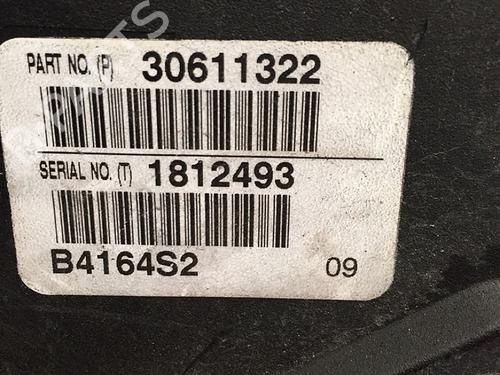 PART NO. (P) 30611322
SERIAL NO. (T) 1812493
B4164S2 09